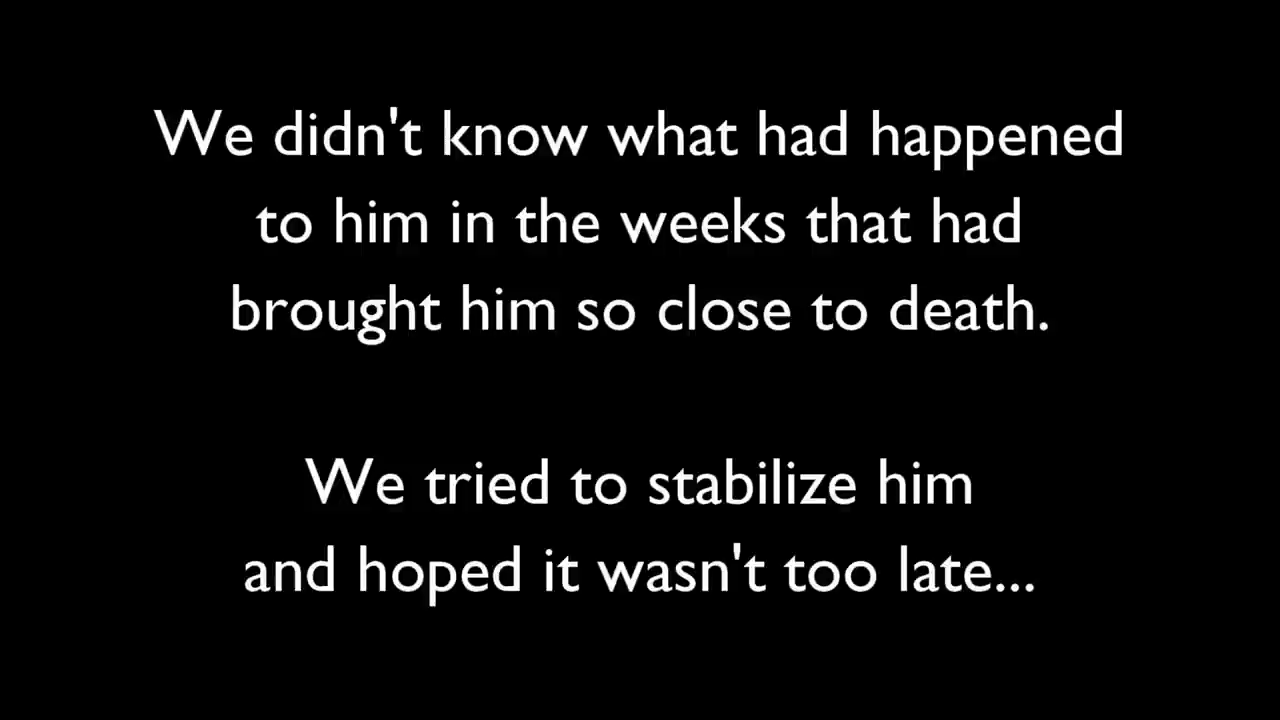 We didn't know what had happened
to him in the weeks that had
brought him so close to death.
We tried to stabilize him
and hoped it wasn't too late...